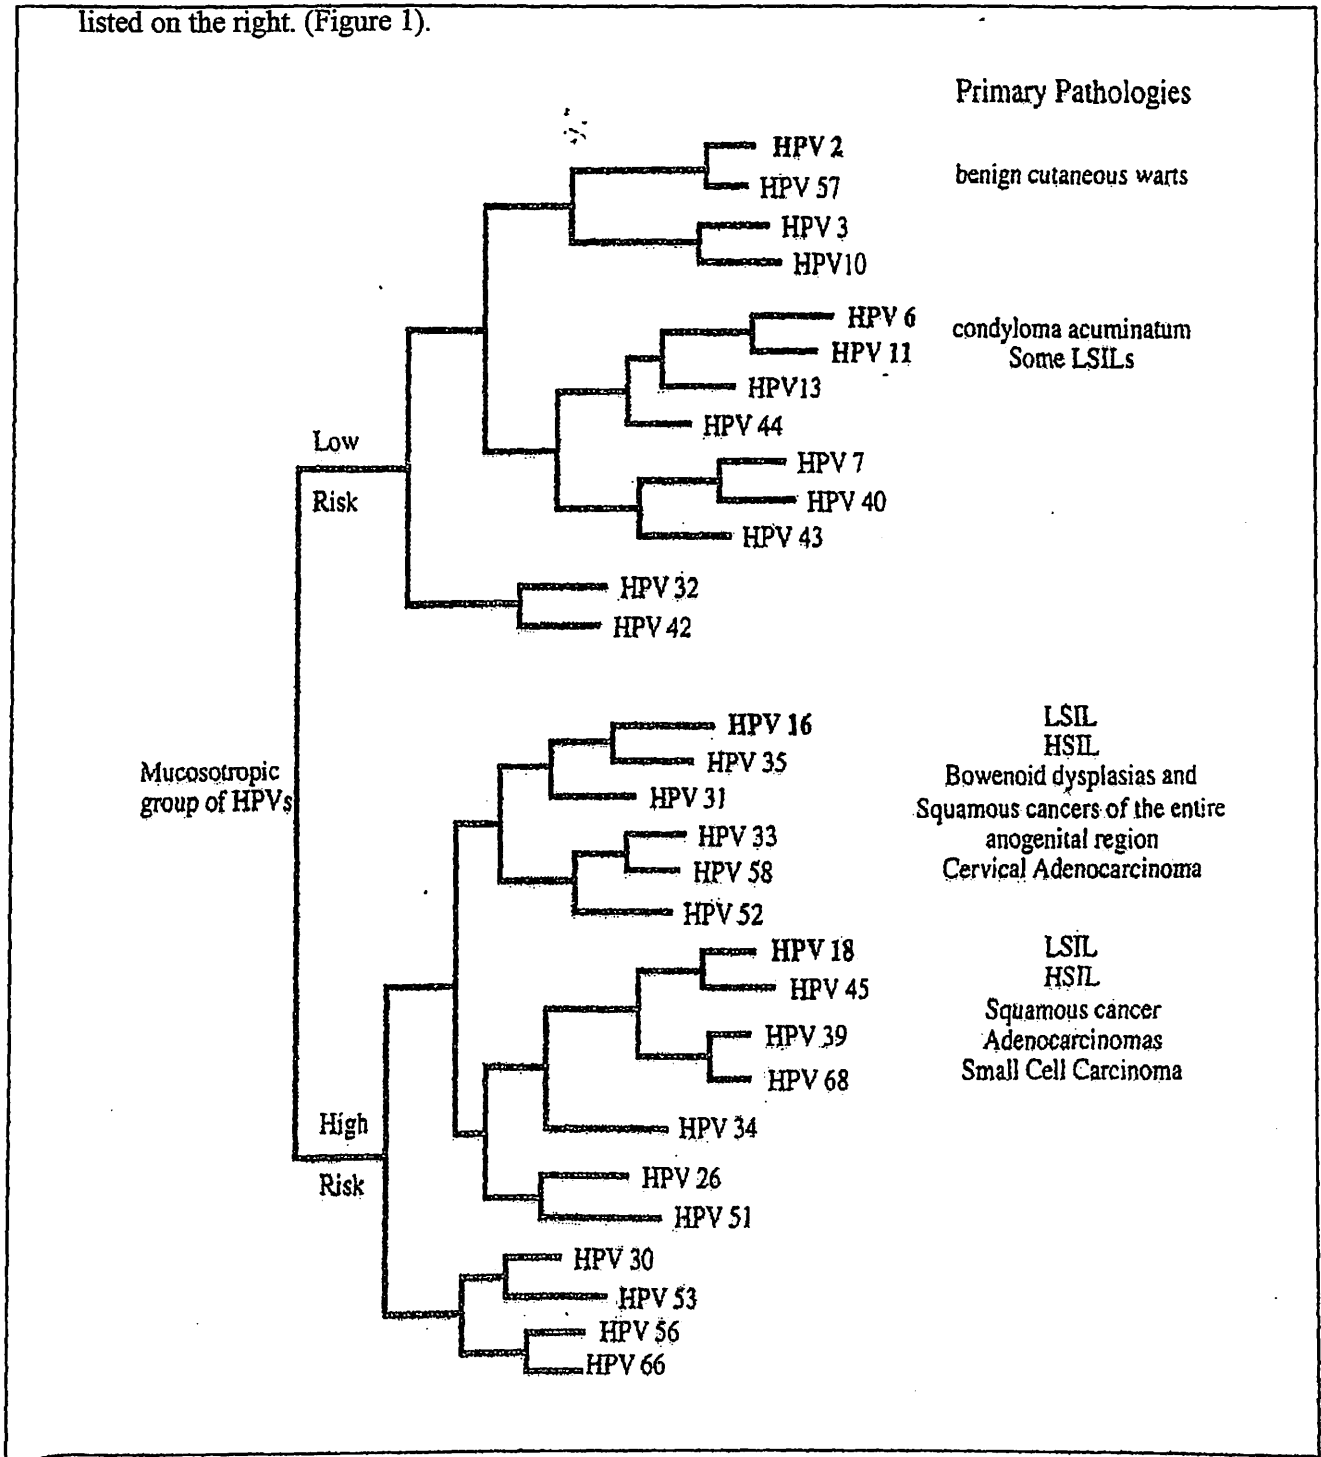 listed on the right. (Figure 1).
Primary Pathologies
HPV 2
HPV 57
benign cutaneous warts
HPV 3
HPV10
HPV 6
HPV 11
condyloma acuminatum
Some LSILs
HPV13
HPV 44
Low
Risk
HPV 7
HPV 40
HPV 43
HPV 32
HPV 42
Mucosotropic
group of HPVs
HPV 16
HPV 35
HPV 31
HPV 33
HPV 58
HPV 52
LSIL
HSIL
Bowenoid dysplasias and
Squamous cancers of the entire
anogenital region
Cervical Adenocarcinoma
HPV 18
HPV 45
HPV 39
HPV 68
LSIL
HSIL
Squamous cancer
Adenocarcinomas
Small Cell Carcinoma
High
Risk
HPV 34
HPV 26
HPV 51
HPV 30
HPV 53
HPV 56
HPV 66